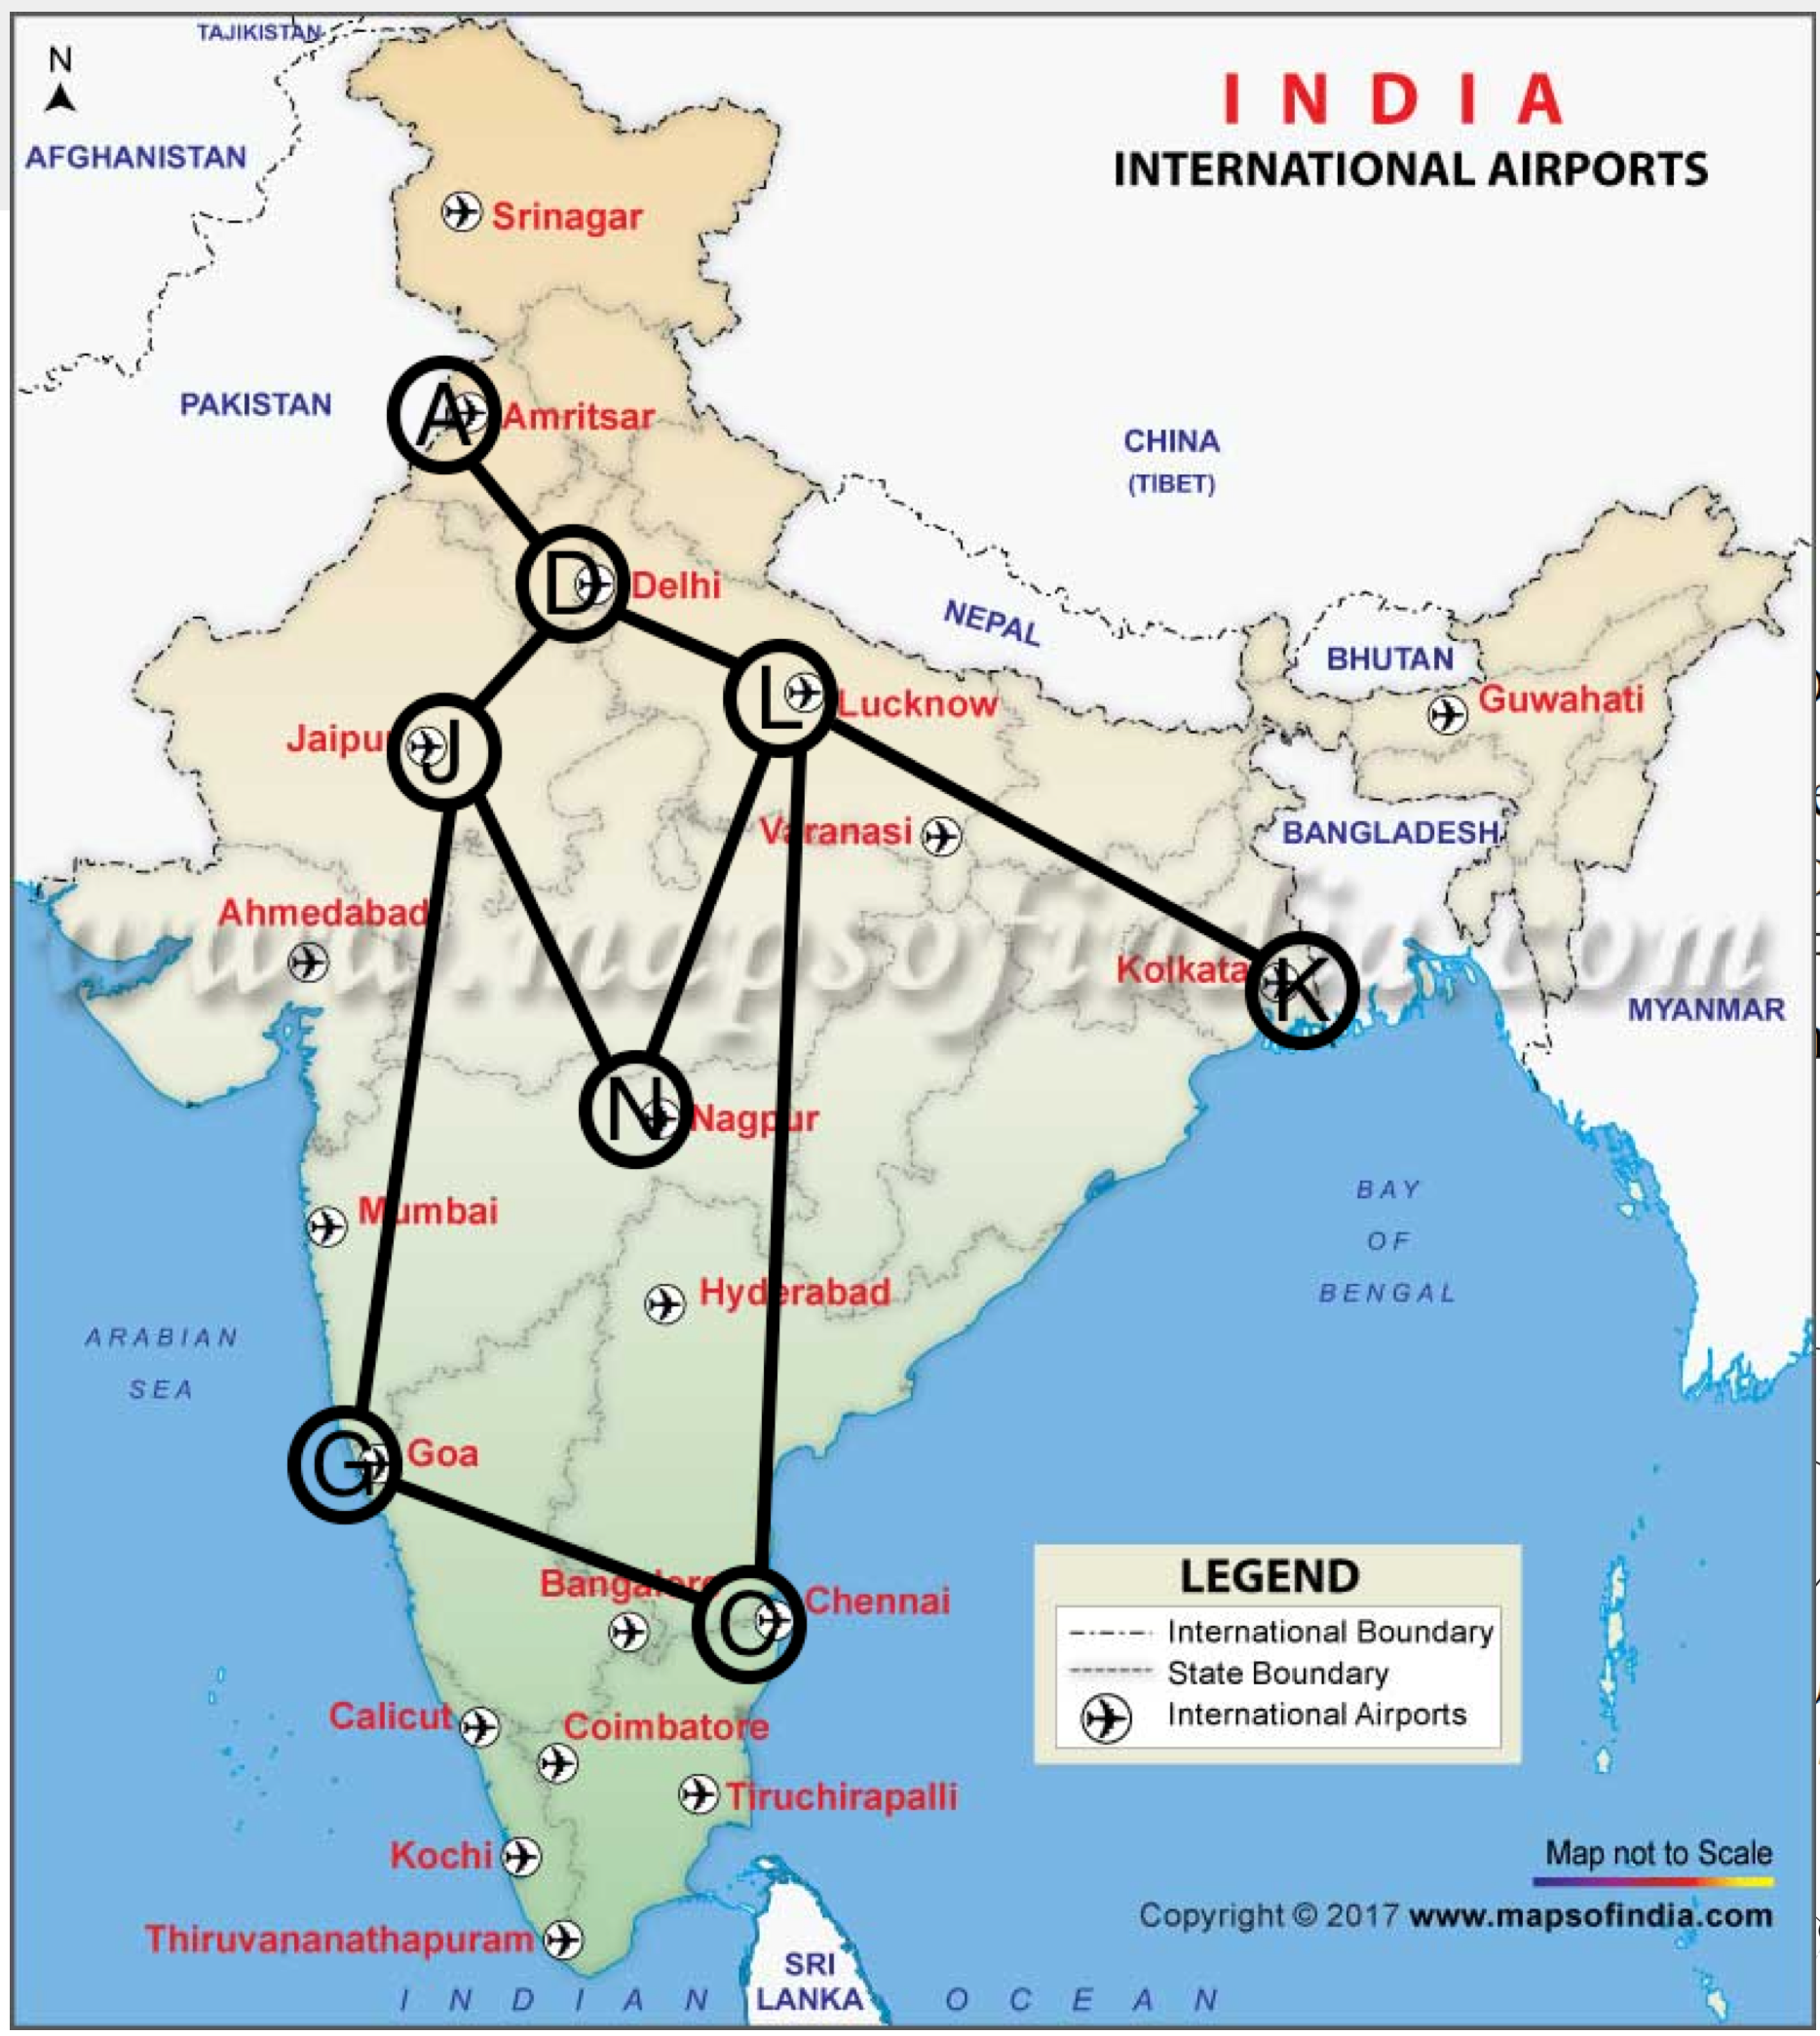 TAJIKISTAN
N
INDIA
INTERNATIONAL AIRPORTS
AFGHANISTAN
Srinagar
PAKISTAN
A
Amritsar
CHINA
(TIBET)
D
Delhi
NEPAL
BHUTAN
L
Lucknow
Guwahati
Jaipur
J
Varanasi
BANGLADESH
Ahmedabad
www.mapsofindia.com
Kolkata
K
MYANMAR
N
Nagpur
Mumbai
BAY
OF
BENGAL
Hyderabad
ARABIAN
SEA
G
Goa
Bangalore
C
Chennai
LEGEND
International Boundary
State Boundary
International Airports
Calicut
Coimbatore
Tiruchirapalli
Kochi
Map not to Scale
Copyright © 2017 www.mapsofindia.com
Thiruvananathapuram
SRI
LANKA
INDIAN OCEAN